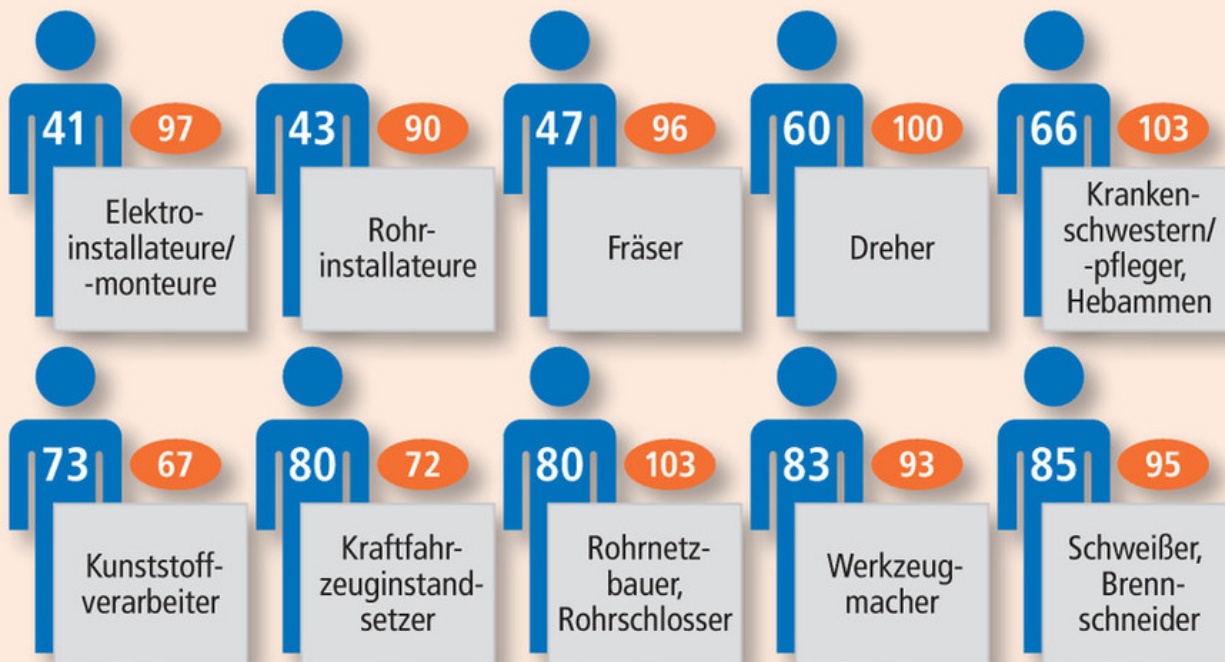 41 97
Elektro-
installateure/
-monteure
43 90
Rohr-
installateure
47 96
Fräser
60 100
Dreher
66 103
Kranken-
schwestern/
-pfleger,
Hebammen
73 67
Kunststoff-
verarbeiter
80 72
Kraftfahr-
zeuginstand-
setzer
80 103
Rohrnetz-
bauer,
Rohrschlosser
83 93
Werkzeug-
macher
85 95
Schweißer,
Brenn-
schneider